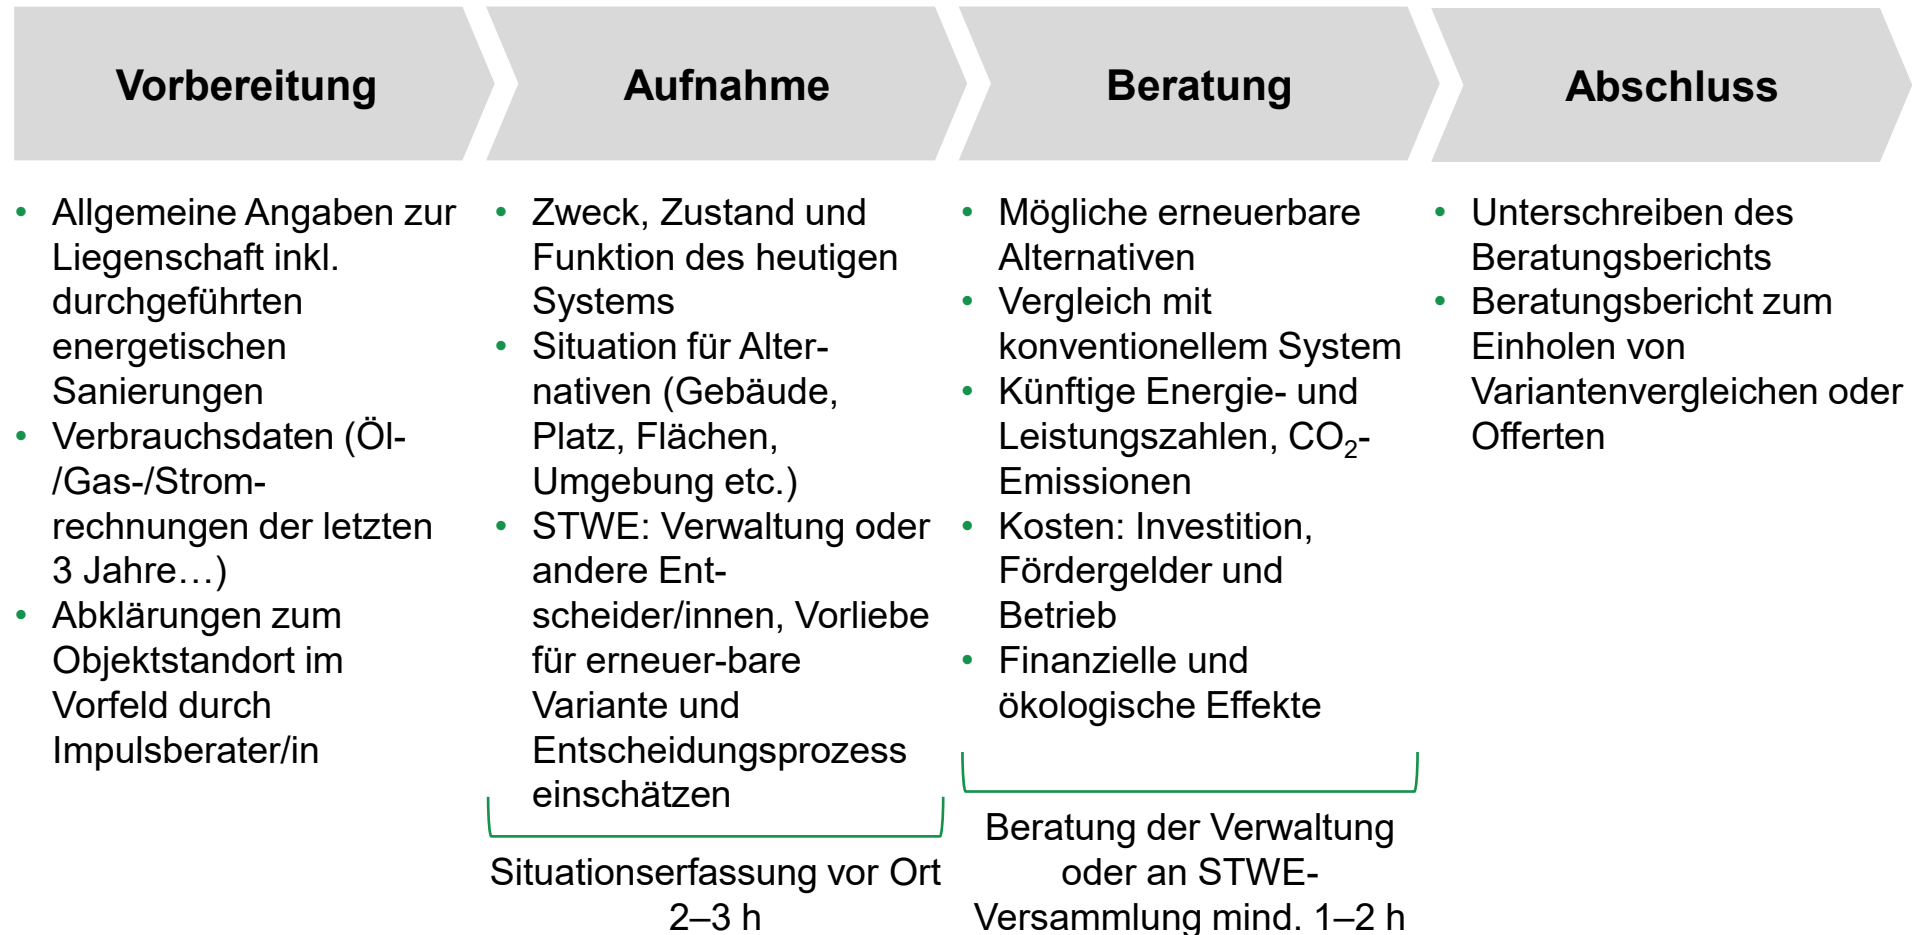 Vorbereitung
Aufnahme
Beratung
Abschluss
• Allgemeine Angaben zur
Liegenschaft inkl.
durchgeführten
energetischen
Sanierungen
• Verbrauchsdaten (Öl-
/Gas-/Strom-
rechnungen der letzten
3 Jahre…)
• Abklärungen zum
Objektstandort im
Vorfeld durch
Impulsberater/in
• Zweck, Zustand und
Funktion des heutigen
Systems
• Situation für Alter-
nativen (Gebäude,
Platz, Flächen,
Umgebung etc.)
• STWE: Verwaltung oder
andere Ent-
scheider/innen, Vorliebe
für erneuer-bare
Variante und
Entscheidungsprozess
einschätzen
Situationserfassung vor Ort
2–3 h
• Mögliche erneuerbare
Alternativen
• Vergleich mit
konventionellem System
• Künftige Energie- und
Leistungszahlen, CO₂-
Emissionen
• Kosten: Investition,
Fördergelder und
Betrieb
• Finanzielle und
ökologische Effekte
Beratung der Verwaltung
oder an STWE-
Versammlung mind. 1–2 h
• Unterschreiben des
Beratungsberichts
• Beratungsbericht zum
Einholen von
Variantenvergleichen oder
Offerten